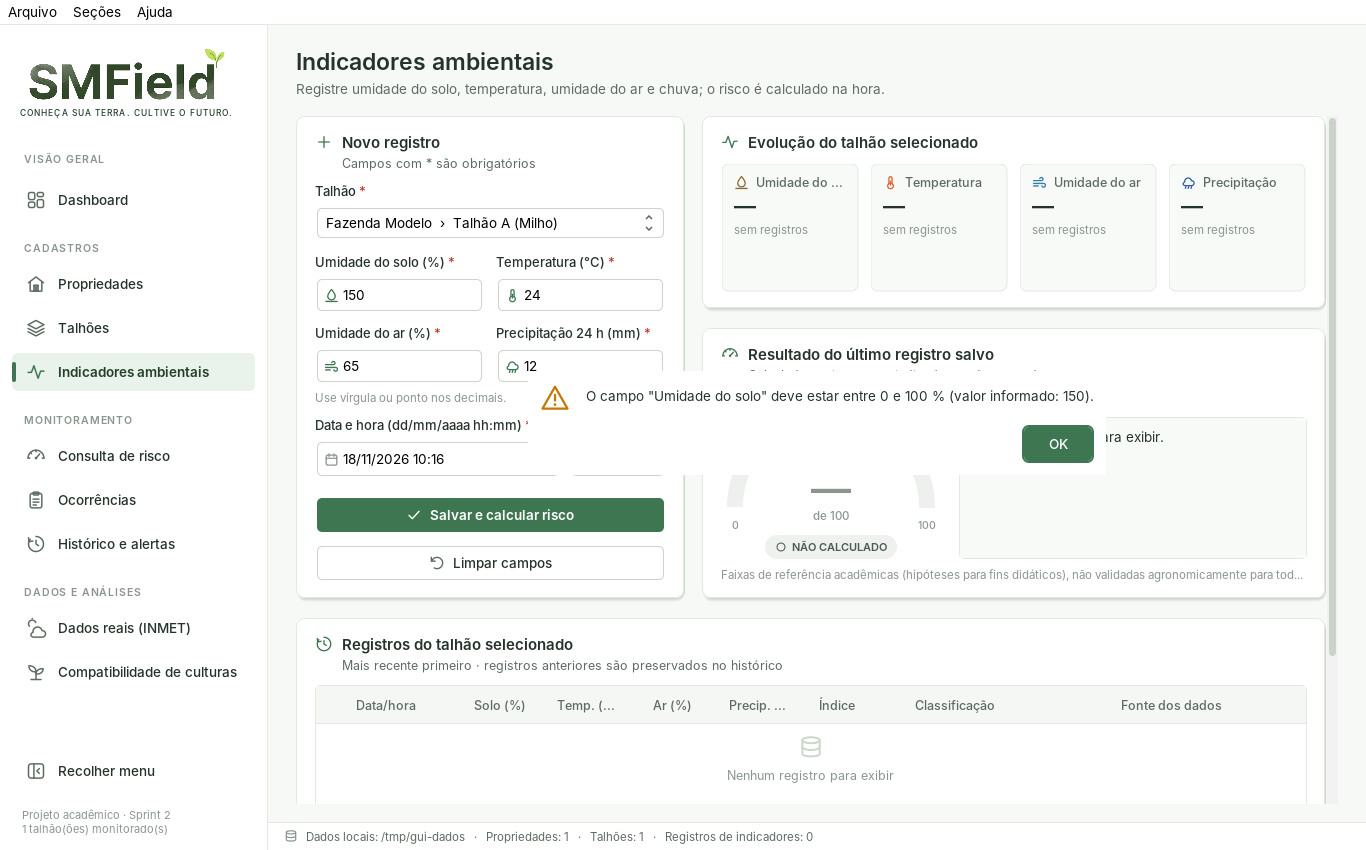 Arquivo Seções Ajuda
SMField
CONHEÇA SUA TERRA. CULTIVE O FUTURO.
VISÃO GERAL
Dashboard
CADASTROS
Propriedades
Talhões
Indicadores ambientais
MONITORAMENTO
Consulta de risco
Ocorrências
Histórico e alertas
DADOS E ANÁLISES
Dados reais (INMET)
Compatibilidade de culturas
Recolher menu
Projeto acadêmico · Sprint 2
1 talhão(ões) monitorado(s)
Indicadores ambientais
Registre umidade do solo, temperatura, umidade do ar e chuva; o risco é calculado na hora.
Novo registro
Campos com * são obrigatórios
Talhão *
Fazenda Modelo › Talhão A (Milho)
Umidade do solo (%) *
Temperatura (°C) *
150
24
Umidade do ar (%) *
Precipitação 24 h (mm) *
65
12
Use vírgula ou ponto nos decimais.
Data e hora (dd/mm/aaaa hh:mm) *
18/11/2026 10:16
Salvar e calcular risco
Limpar campos
Evolução do talhão selecionado
Umidade do ...
Temperatura
Umidade do ar
Precipitação
—
—
—
—
sem registros
sem registros
sem registros
sem registros
Resultado do último registro salvo
O campo "Umidade do solo" deve estar entre 0 e 100 % (valor informado: 150).
OK
ara exibir.
—
de 100
0
100
NÃO CALCULADO
Faixas de referência acadêmicas (hipóteses para fins didáticos), não validadas agronomicamente para tod...
Registros do talhão selecionado
Mais recente primeiro · registros anteriores são preservados no histórico
Data/hora Solo (%) Temp. (... Ar (%) Precip. ... Índice Classificação Fonte dos dados
Nenhum registro para exibir
Dados locais: /tmp/gui-dados · Propriedades: 1 · Talhões: 1 · Registros de indicadores: 0